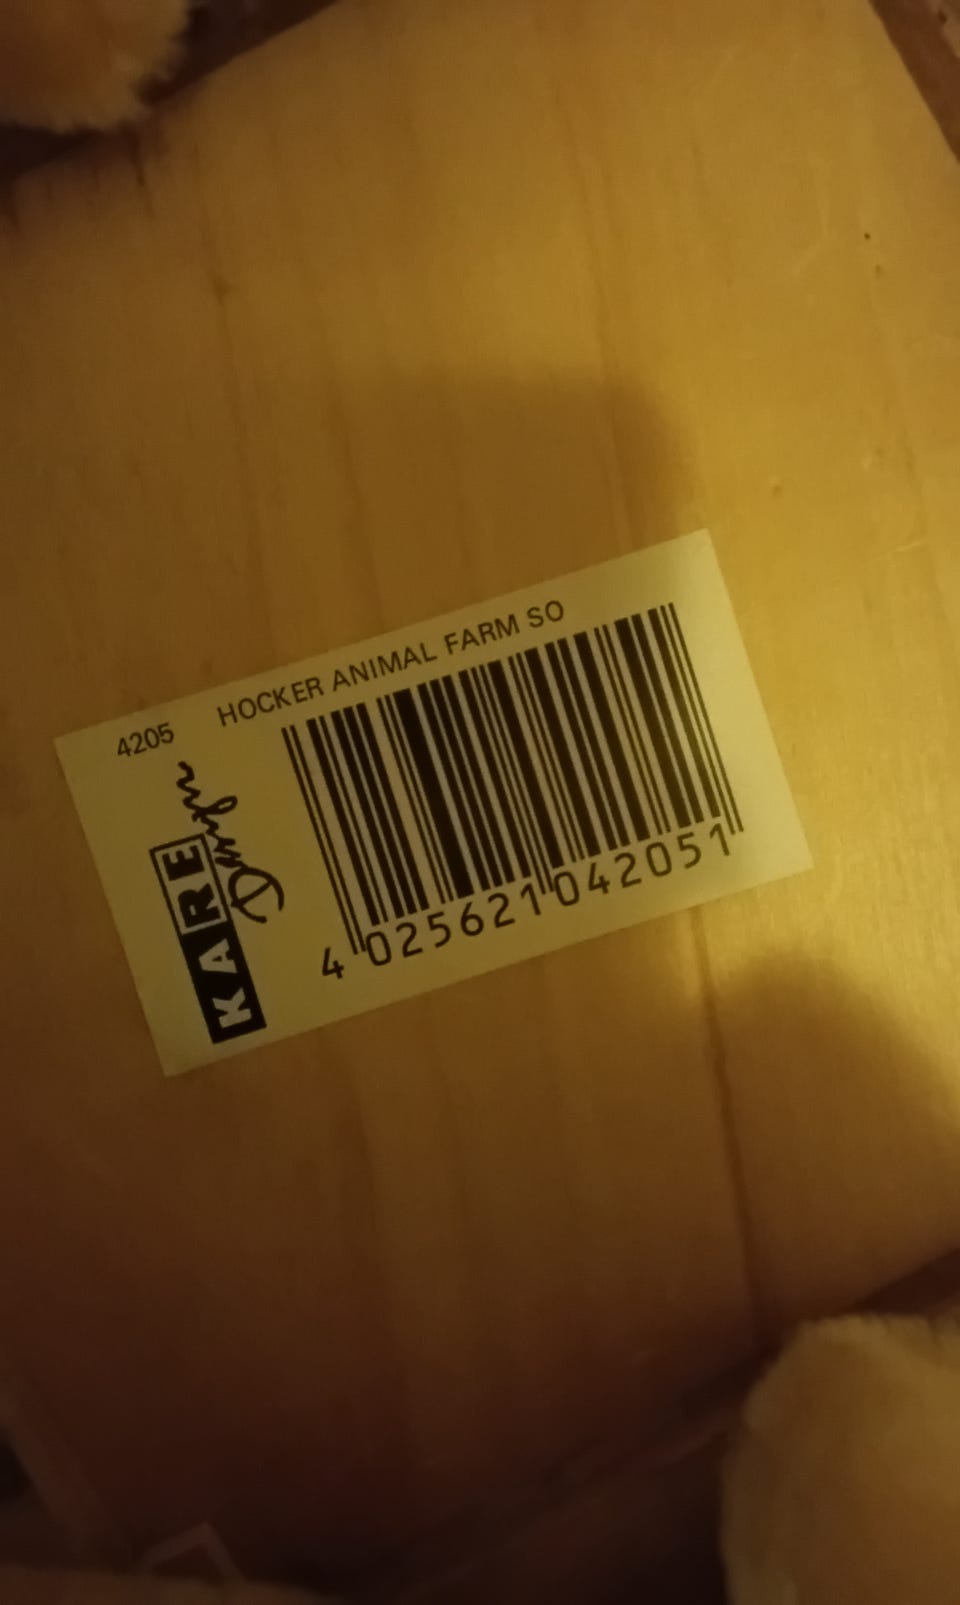 4205 HOCKER ANIMAL FARM SO
KARE
Design
4 025621 042051